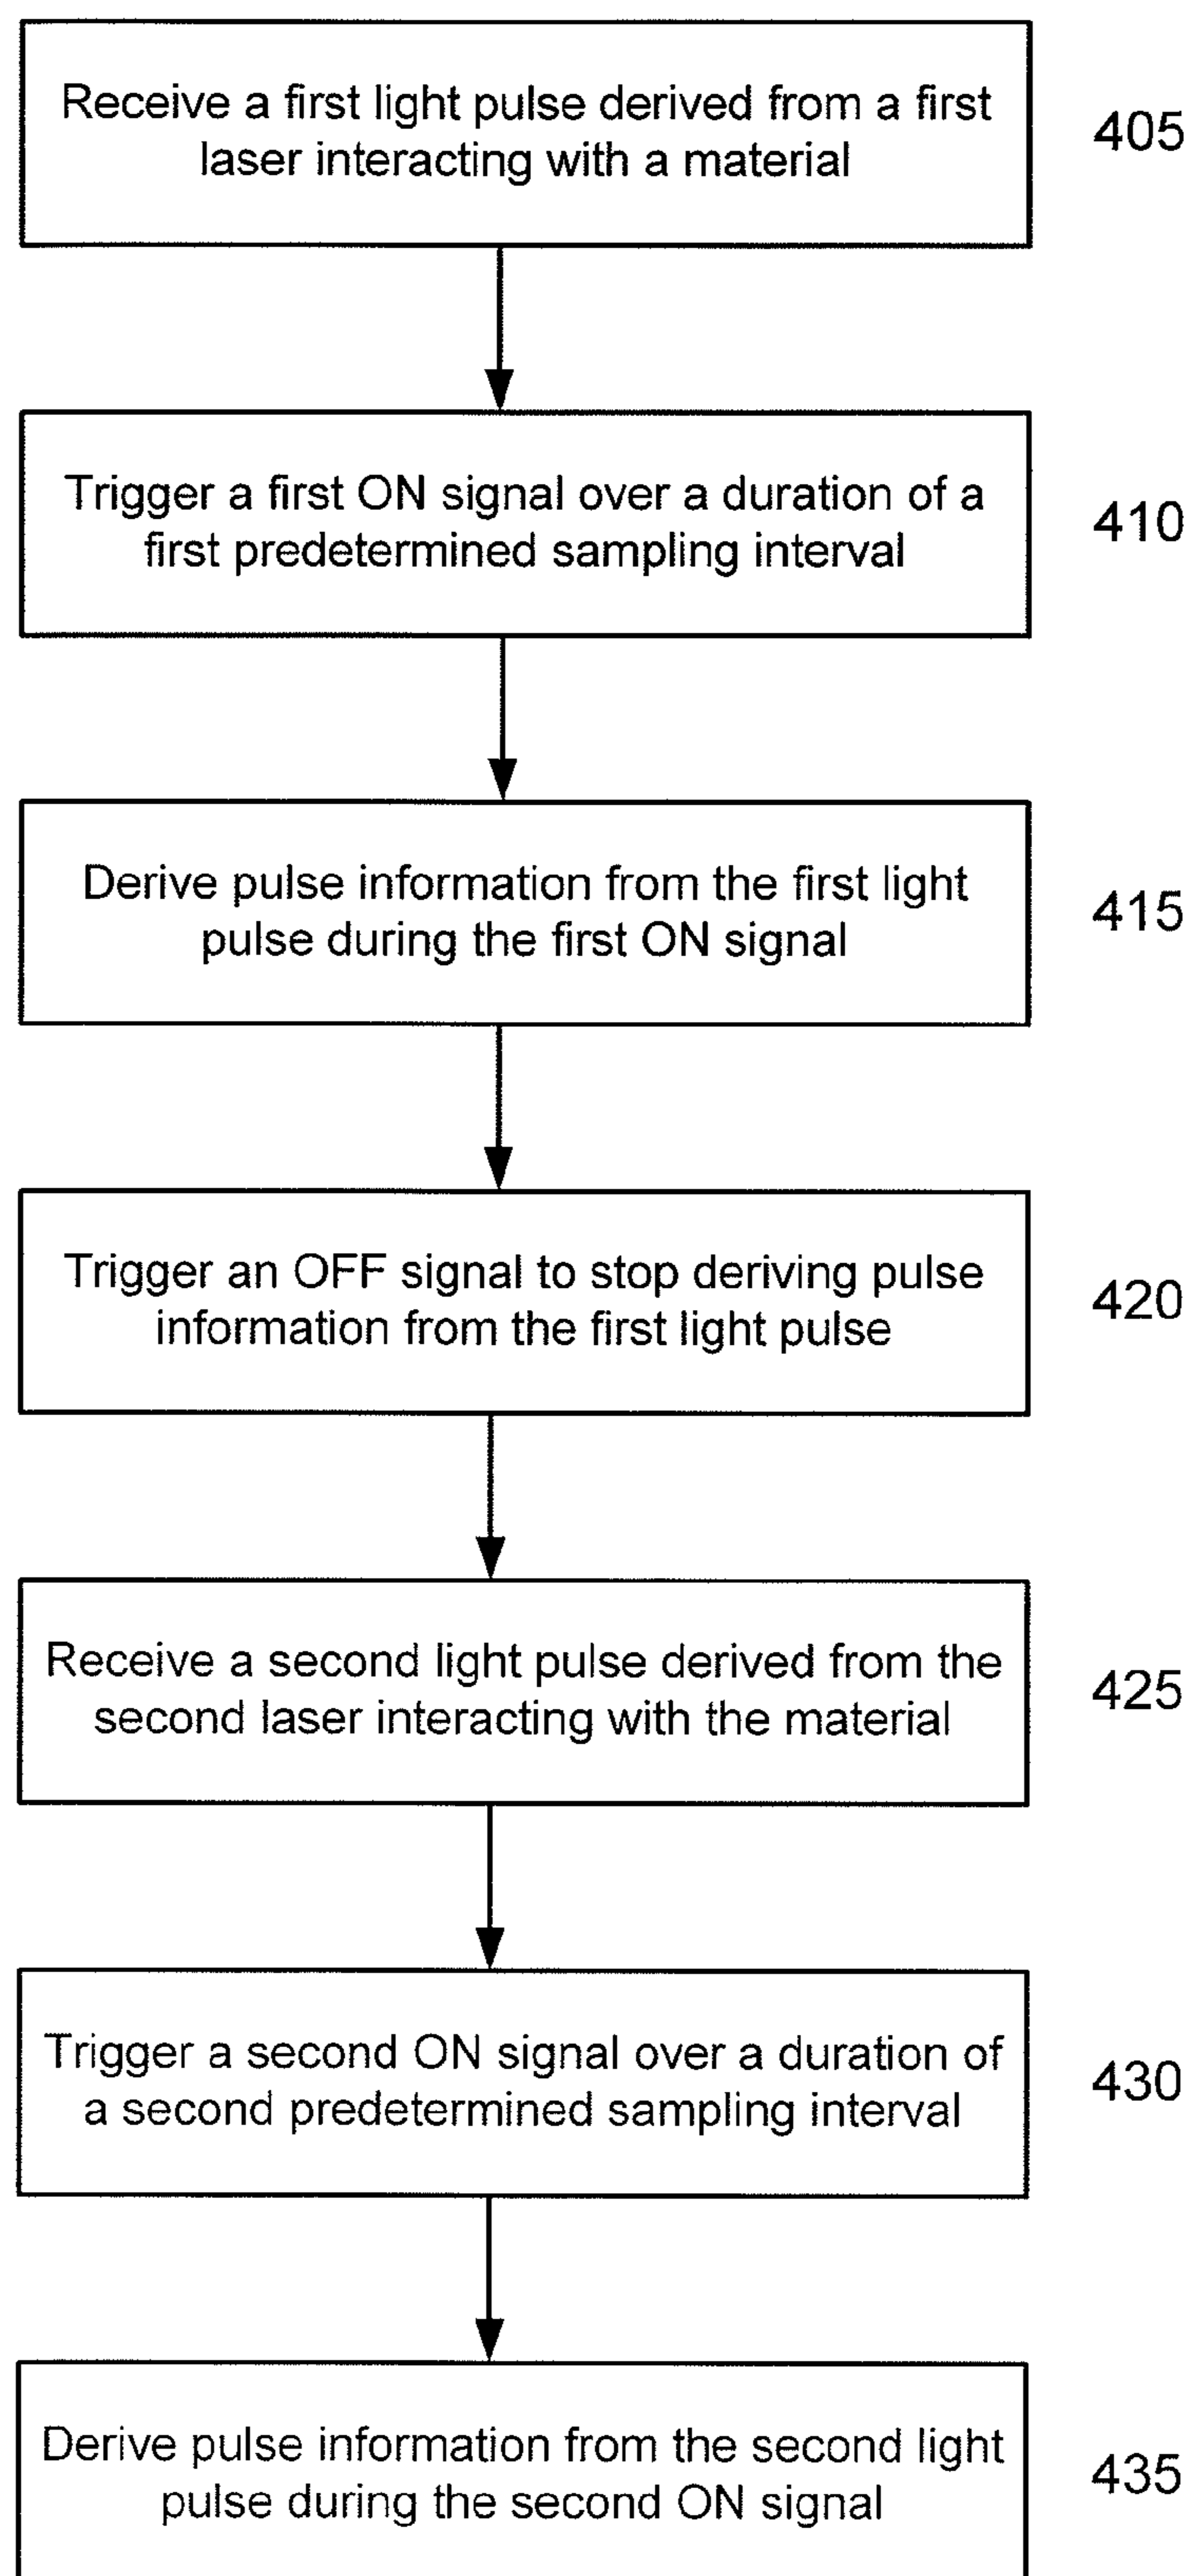 Receive a first light pulse derived from a first
laser interacting with a material
405
Trigger a first ON signal over a duration of a
first predetermined sampling interval
410
Derive pulse information from the first light
pulse during the first ON signal
415
Trigger an OFF signal to stop deriving pulse
information from the first light pulse
420
Receive a second light pulse derived from the
second laser interacting with the material
425
Trigger a second ON signal over a duration of
a second predetermined sampling interval
430
Derive pulse information from the second light
pulse during the second ON signal
435